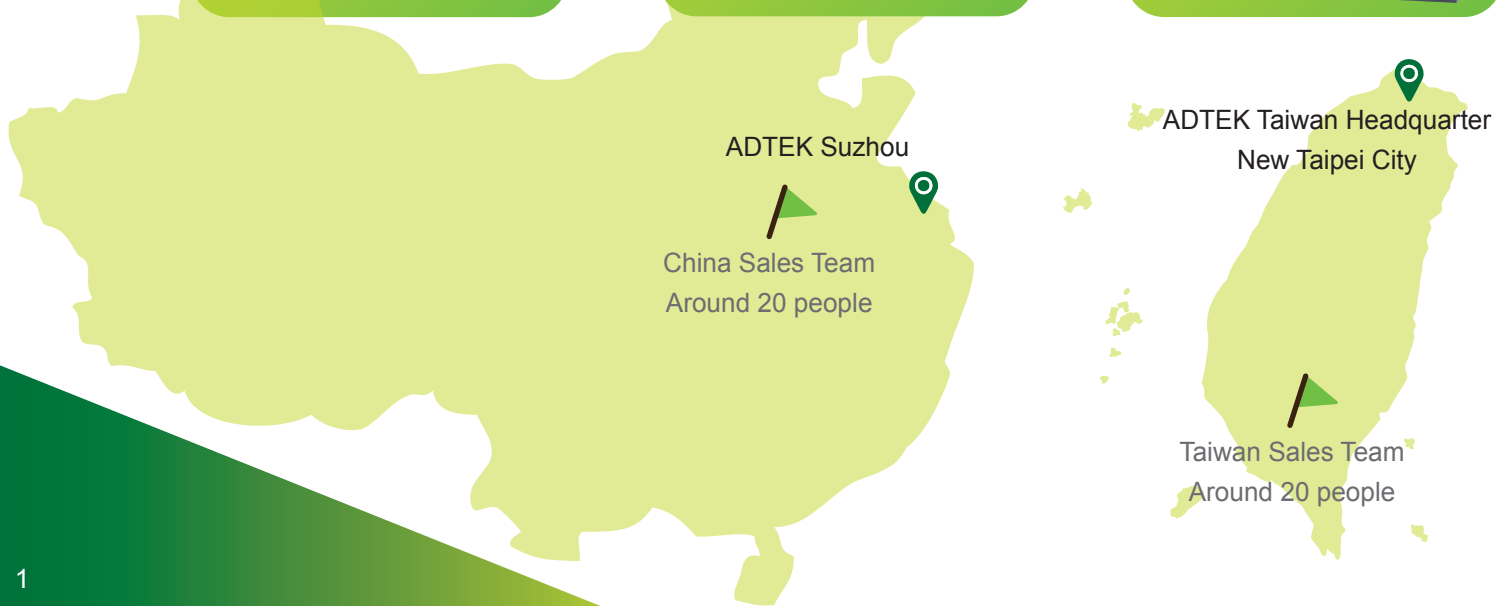 ADTEK Suzhou
China Sales Team
Around 20 people
ADTEK Taiwan Headquarter
New Taipei City
Taiwan Sales Team
Around 20 people
1